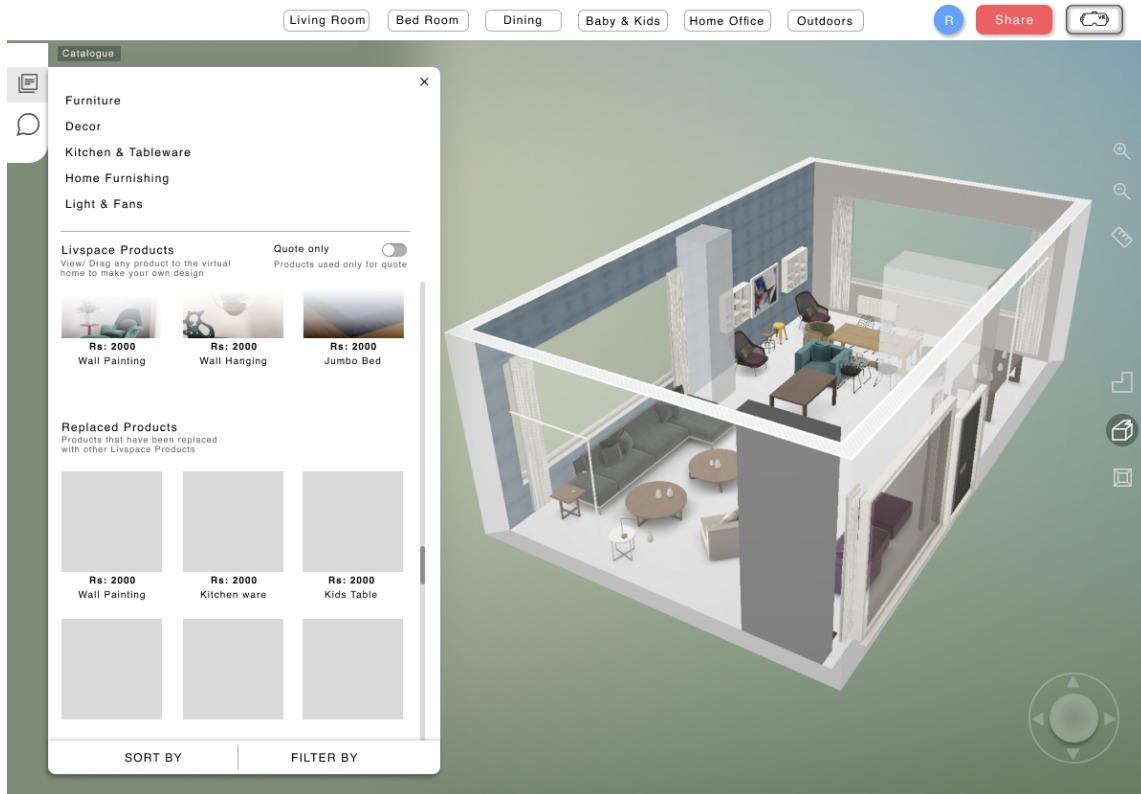 Living Room
Bed Room
Dining
Baby & Kids
Home Office
Outdoors
R
Share
VR
Catalogue
Furniture
Decor
Kitchen & Tableware
Home Furnishing
Light & Fans
Livspace Products
View/ Drag any product to the virtual
home to make your own design
Quote only
Products used only for quote
Rs: 2000
Wall Painting
Rs: 2000
Wall Hanging
Rs: 2000
Jumbo Bed
Replaced Products
Products that have been replaced
with other Livspace Products
Rs: 2000
Wall Painting
Rs: 2000
Kitchen ware
Rs: 2000
Kids Table
SORT BY
FILTER BY